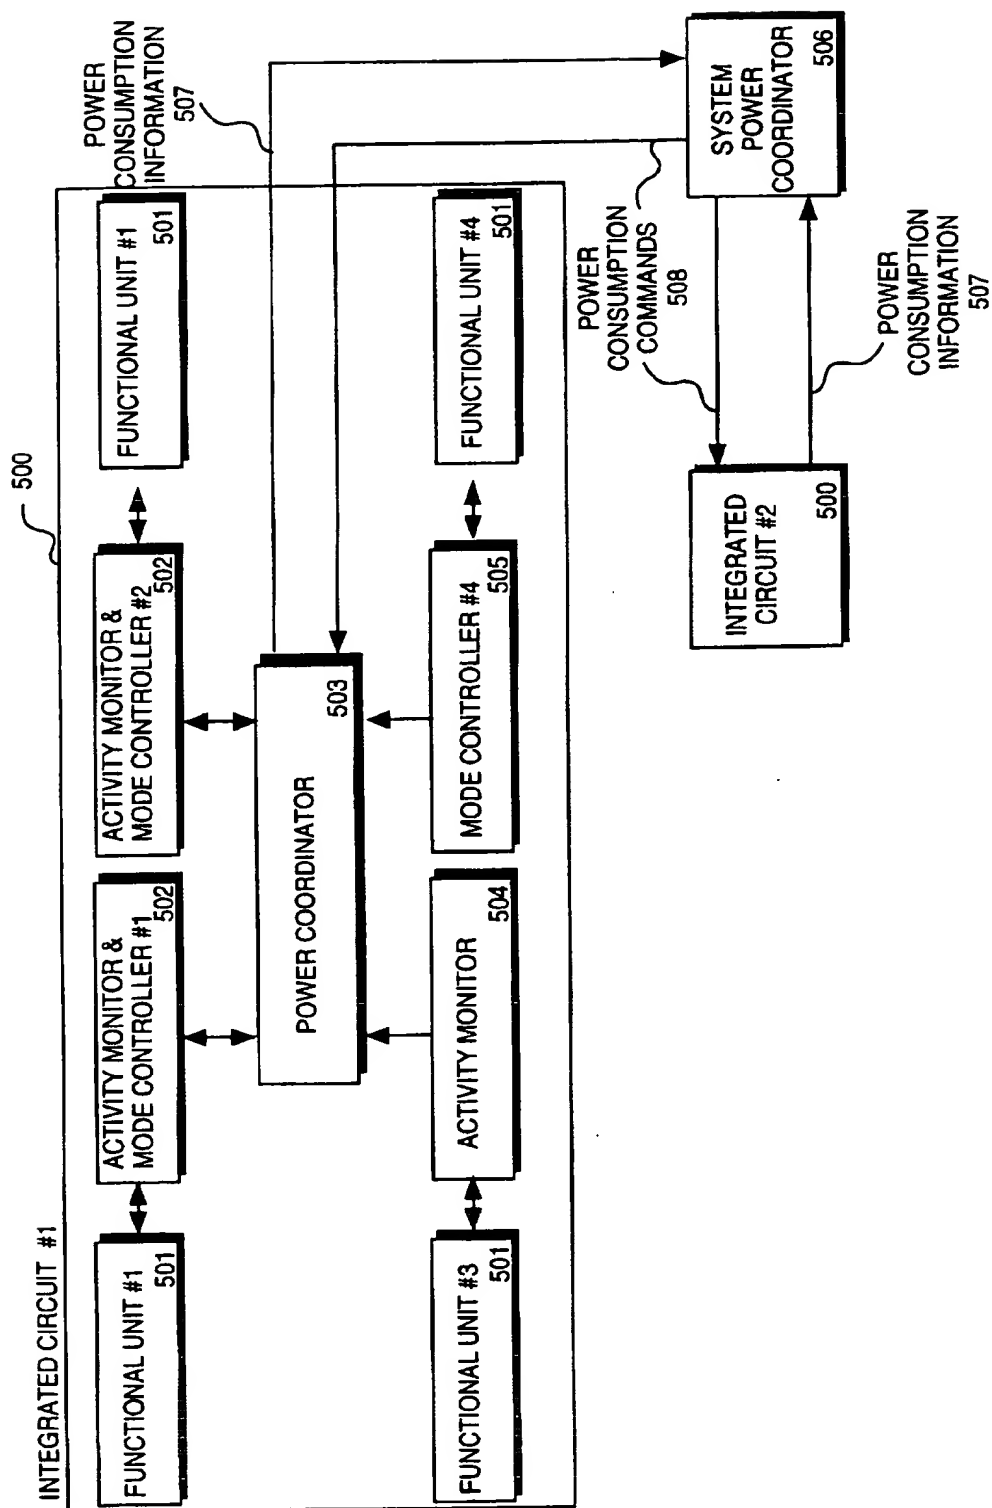 INTEGRATED CIRCUIT #1
500
FUNCTIONAL UNIT #1
501
ACTIVITY MONITOR &
MODE CONTROLLER #1
502
ACTIVITY MONITOR &
MODE CONTROLLER #2
502
FUNCTIONAL UNIT #1
501
POWER
CONSUMPTION
INFORMATION
507
POWER COORDINATOR
503
FUNCTIONAL UNIT #3
501
ACTIVITY MONITOR
504
MODE CONTROLLER #4
505
FUNCTIONAL UNIT #4
501
POWER
CONSUMPTION
COMMANDS
508
INTEGRATED
CIRCUIT #2
500
SYSTEM
POWER
COORDINATOR
506
POWER
CONSUMPTION
INFORMATION
507